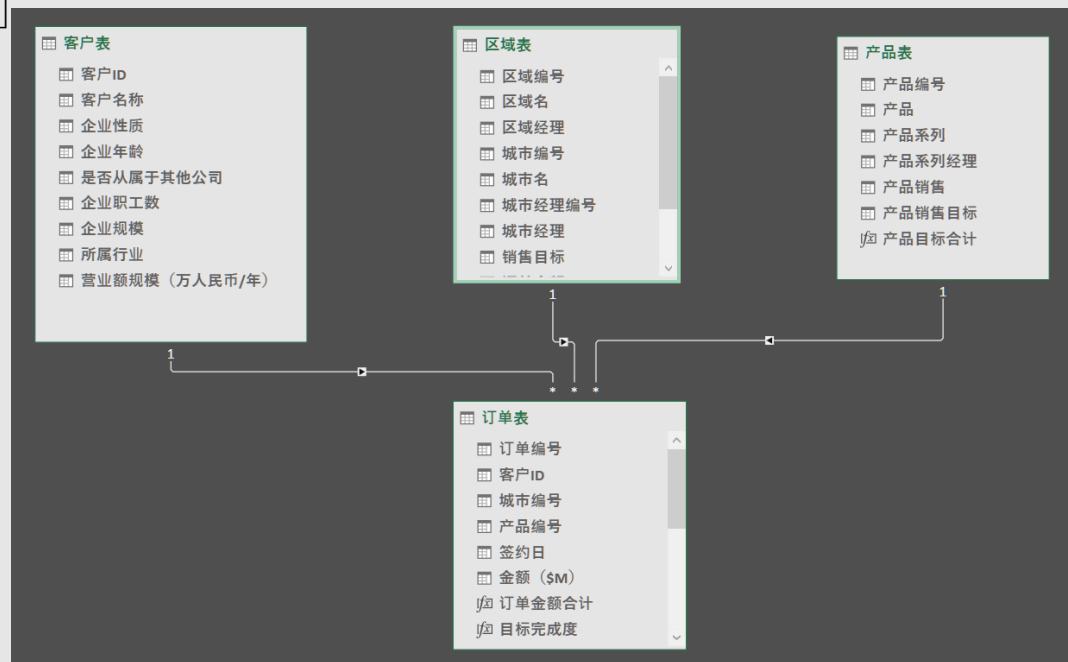 客户表
客户ID
客户名称
企业性质
企业年龄
是否从属于其他公司
企业职工数
企业规模
所属行业
营业额规模（万人民币/年）
区域表
区域编号
区域名
区域经理
城市编号
城市名
城市经理编号
城市经理
销售目标
产品表
产品编号
产品
产品系列
产品系列经理
产品销售
产品销售目标
fx 产品目标合计
1
1
1
*
*
*
订单表
订单编号
客户ID
城市编号
产品编号
签约日
金额（$M）
fx 订单金额合计
fx 目标完成度